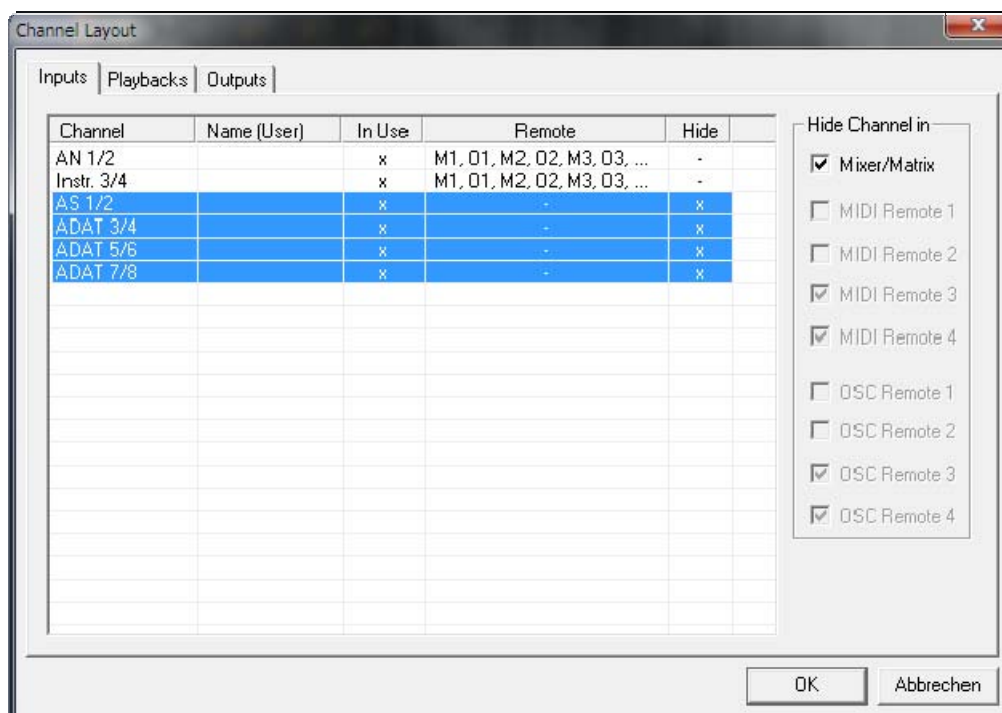 Channel Layout
Inputs Playbacks Outputs
Channel Name (User) In Use Remote Hide
AN 1/2 x M1, O1, M2, O2, M3, O3, ... -
Instr. 3/4 x M1, O1, M2, O2, M3, O3, ... -
AS 1/2 x - x
ADAT 3/4 x - x
ADAT 5/6 x - x
ADAT 7/8 x - x
Hide Channel in
Mixer/Matrix
MIDI Remote 1
MIDI Remote 2
MIDI Remote 3
MIDI Remote 4
OSC Remote 1
OSC Remote 2
OSC Remote 3
OSC Remote 4
OK Abbrechen